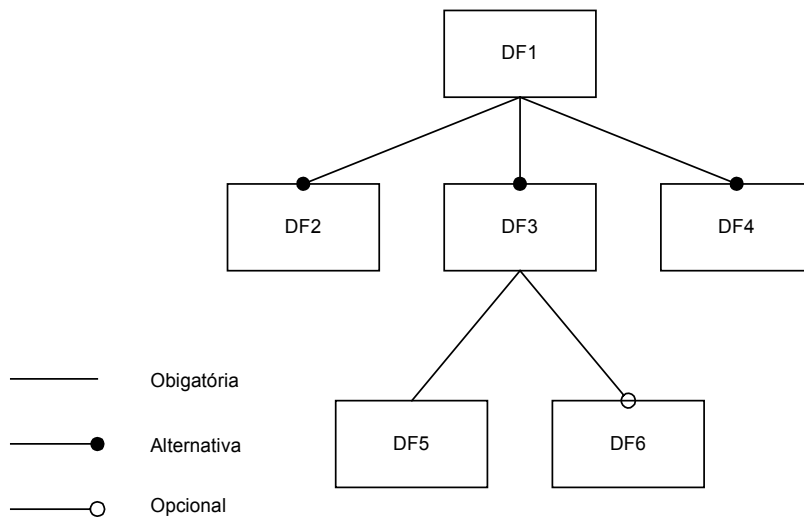 DF1
DF2
DF3
DF4
Obigatória
DF5
DF6
Alternativa
Opcional